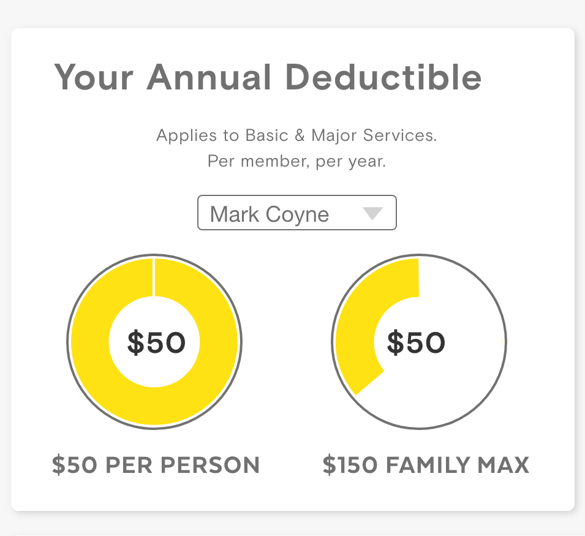 Your Annual Deductible
Applies to Basic & Major Services.
Per member, per year.
Mark Coyne
$50
$50
$50 PER PERSON
$150 FAMILY MAX